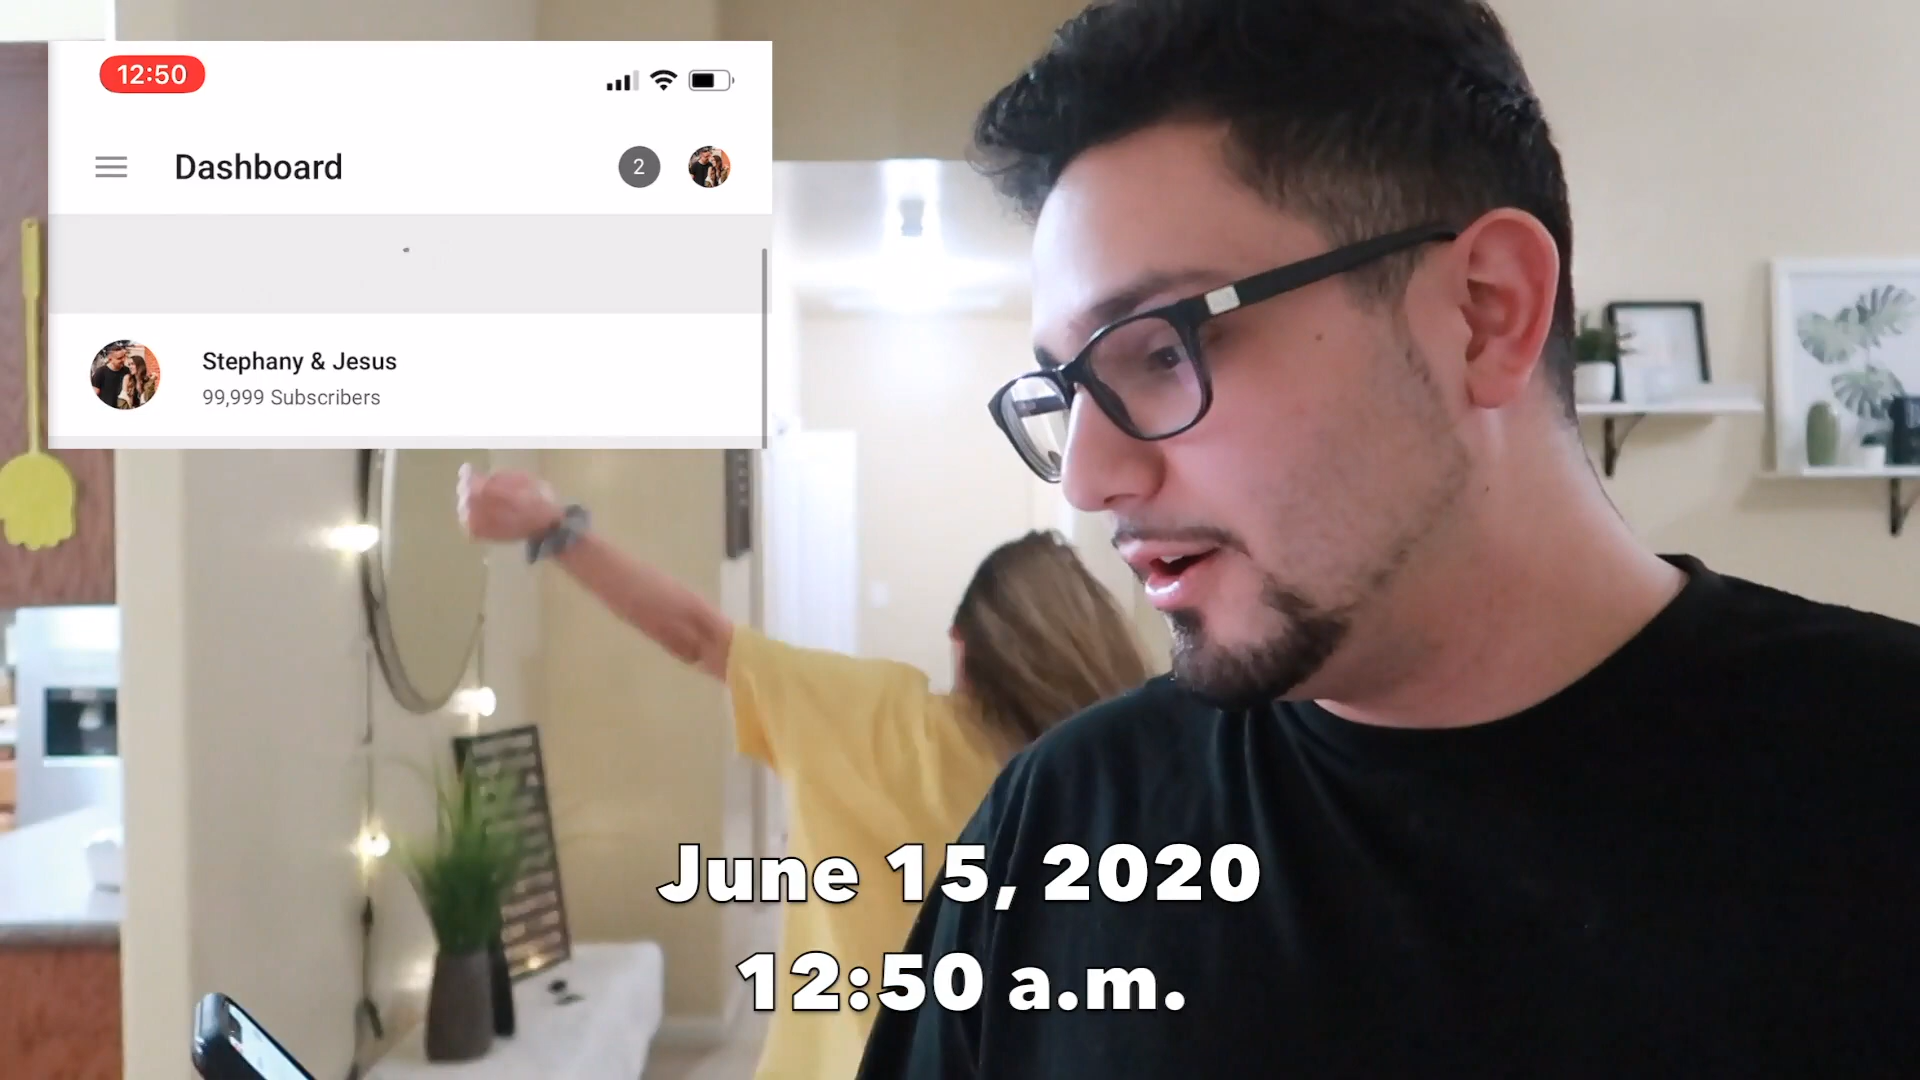 12:50
Dashboard
2
Stephany & Jesus
99,999 Subscribers
June 15, 2020
12:50 a.m.